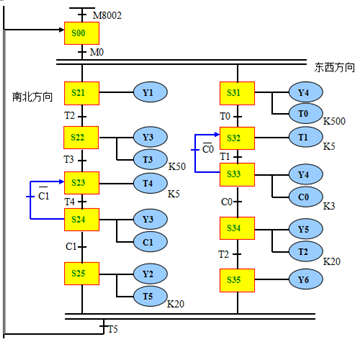 M8002
S00
M0
南北方向
东西方向
S21 Y1
T2
S22 Y3
T3 K50
T3
S23 T4
K5
C1
T4
S24 Y3
C1
C1
S25 Y2
T5 K20
T5
S31 Y4
T0 K500
T0
S32 T1
K5
C0
T1
S33 Y4
C0 K3
C0
S34 Y5
T2 K20
T2
S35 Y6